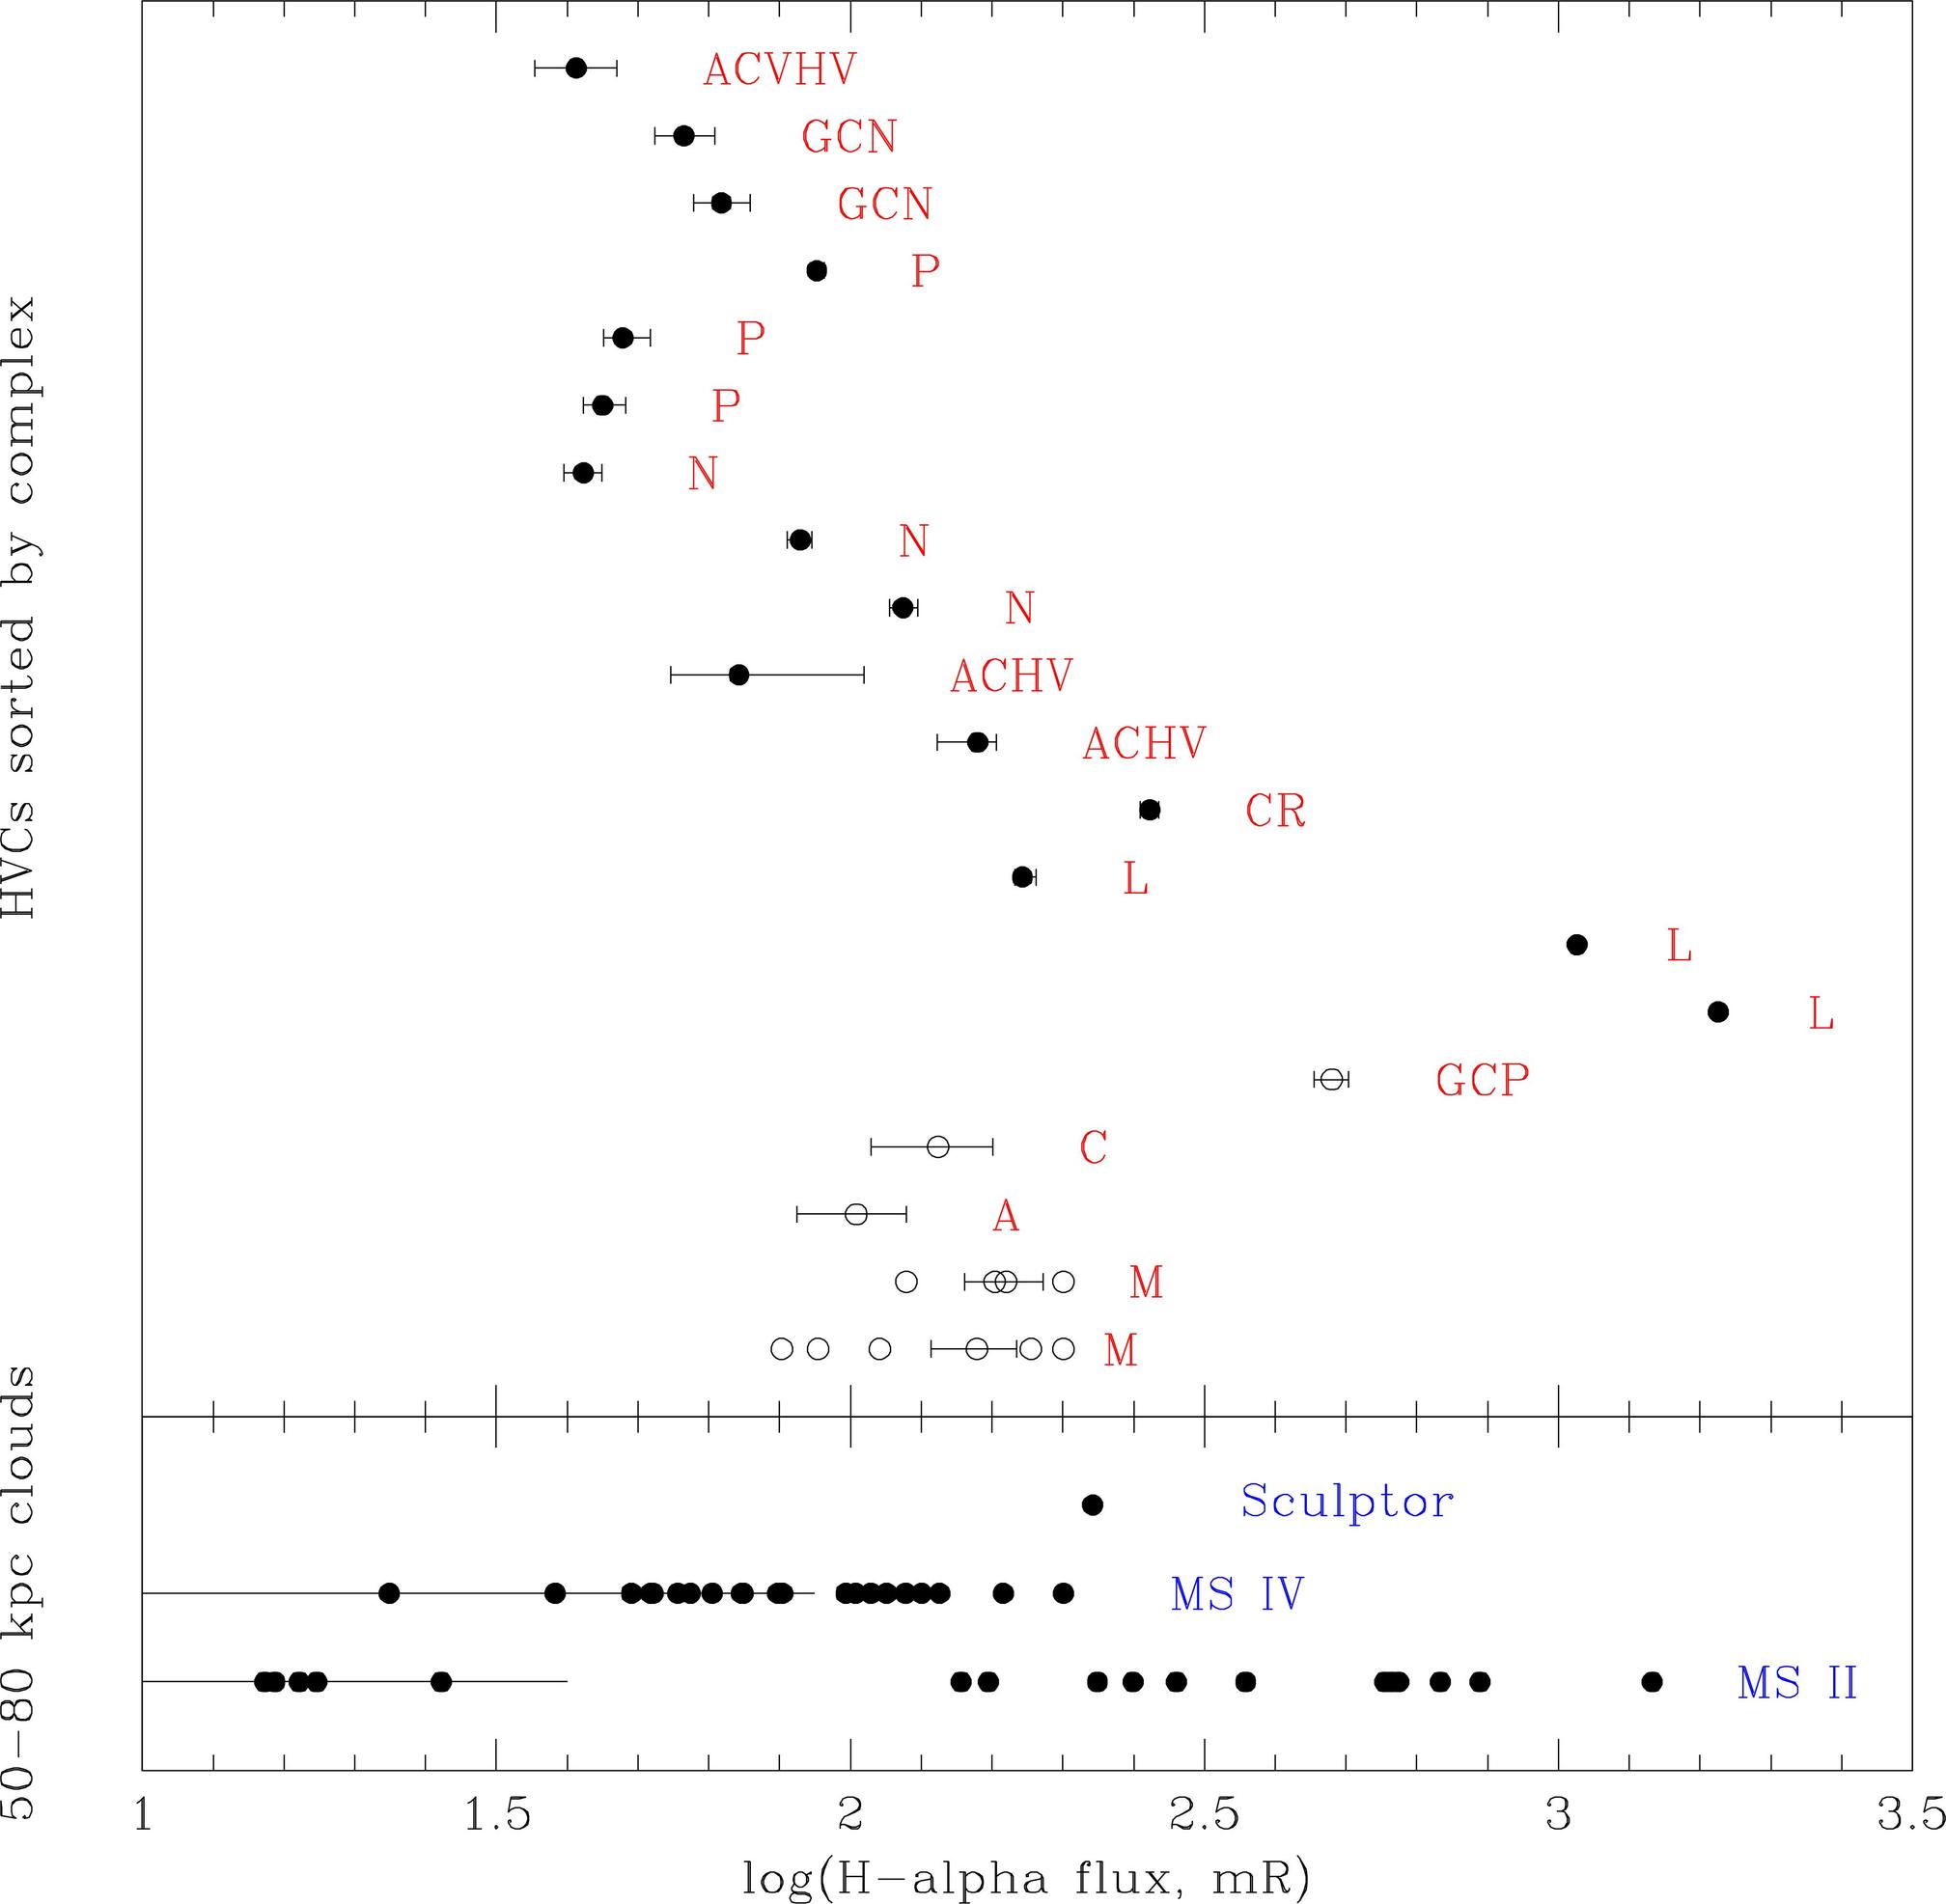 HVCs sorted by complex
ACVHV
GCN
GCN
P
P
P
N
N
N
ACHV
ACHV
CR
L
L
L
GCP
C
A
M
M
50-80 kpc clouds
Sculptor
MS IV
MS II
1 1.5 2 2.5 3 3.5
log(H-alpha flux, mR)